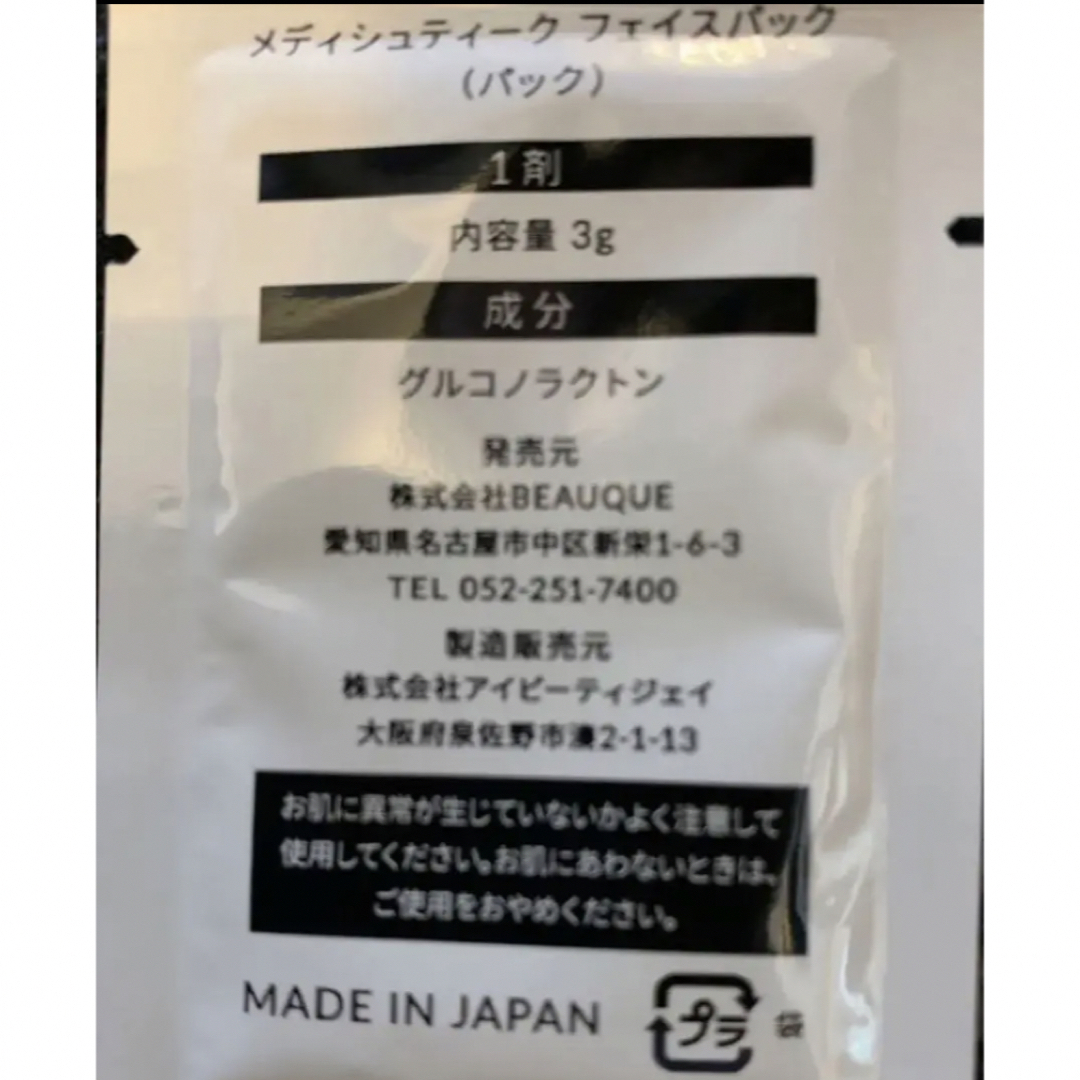 メディシュティーク フェイスパック
(パック)
1剤
内容量 3g
成分
グルコノラクトン
発売元
株式会社BEAUQUE
愛知県名古屋市中区新栄1-6-3
TEL 052-251-7400
製造販売元
株式会社アイピーティジェイ
大阪府泉佐野市湊2-1-13
お肌に異常が生じていないかよく注意して
使用してください。お肌にあわないときは、
ご使用をおやめください。
MADE IN JAPAN
プラ 袋